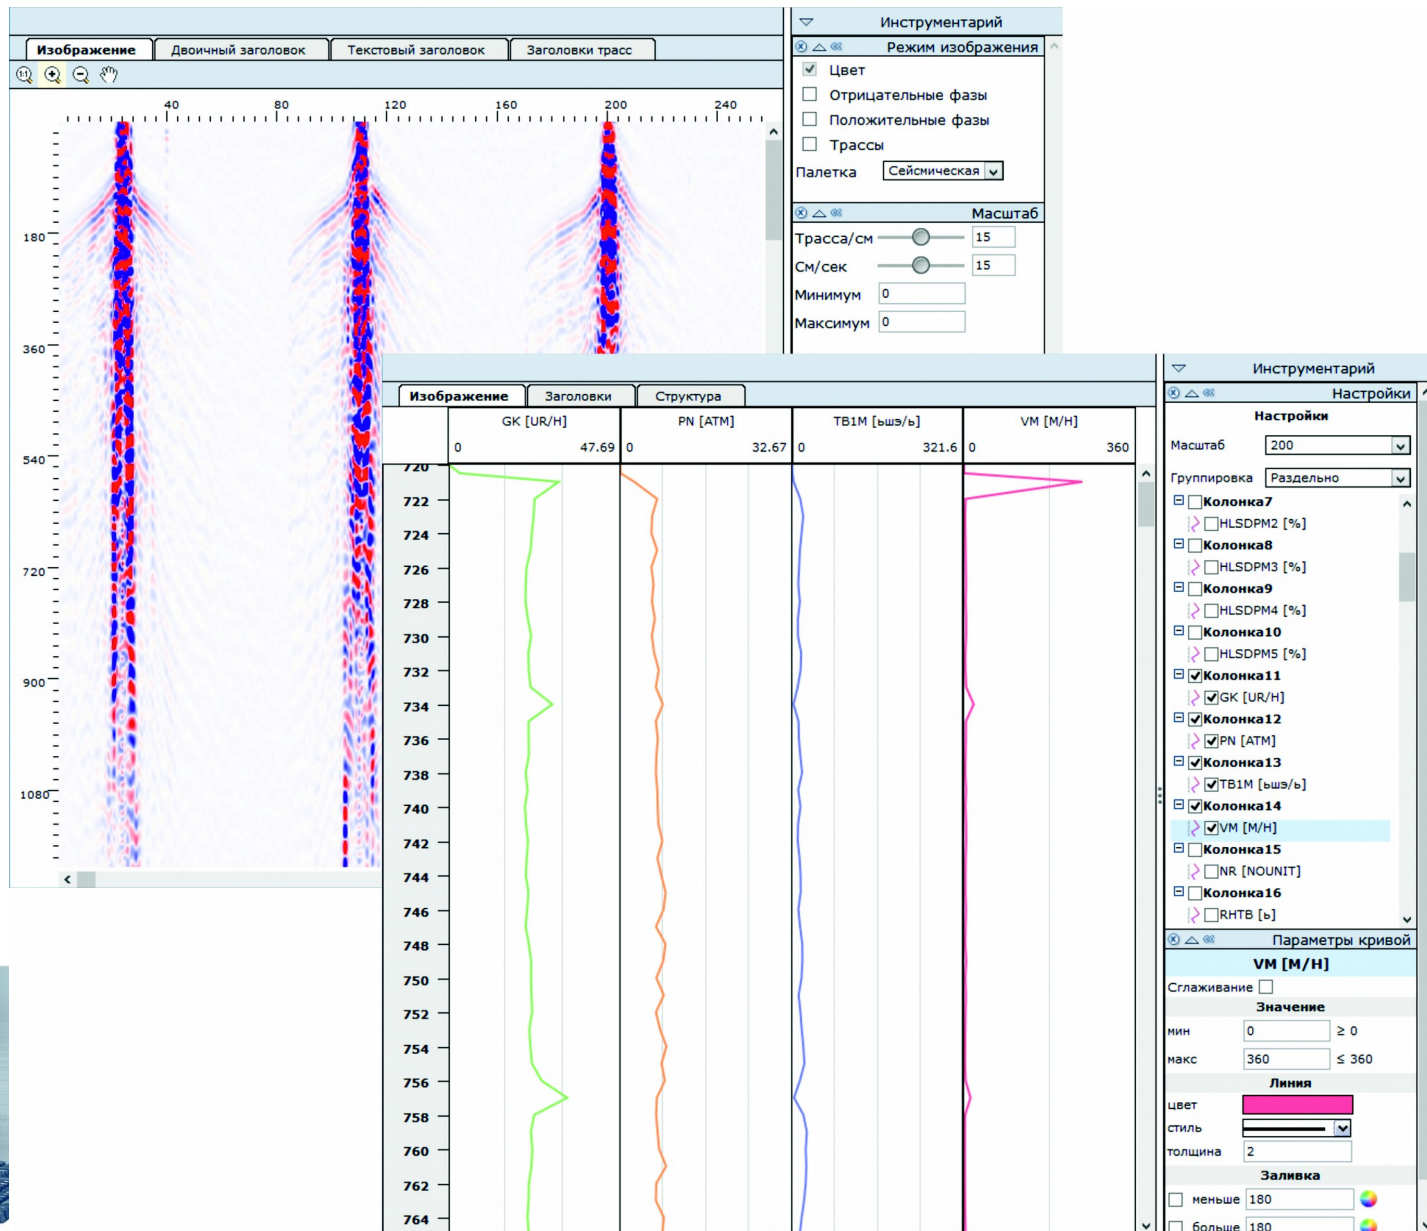 Инструментарий
Изображение Двоичный заголовок Текстовый заголовок Заголовки трасс
Режим изображения
Цвет
Отрицательные фазы
Положительные фазы
Трассы
Палетка Сейсмическая
Масштаб
Трасса/см 15
См/сек 15
Минимум 0
Максимум 0
1:1
40 80 120 160 200 240
180
360
540
720
900
1080
Инструментарий
Изображение Заголовки Структура
GK [UR/H] PN [ATM] ТВ1М [ьшэ/ь] VM [M/H]
0 47.69 0 32.67 0 321.6 0 360
720
722
724
726
728
730
732
734
736
738
740
742
744
746
748
750
752
754
756
758
760
762
764
Настройки
Настройки
Масштаб 200
Группировка Раздельно
Колонка7
HLSDPM2 [%]
Колонка8
HLSDPM3 [%]
Колонка9
HLSDPM4 [%]
Колонка10
HLSDPM5 [%]
Колонка11
GK [UR/H]
Колонка12
PN [ATM]
Колонка13
ТВ1М [ьшэ/ь]
Колонка14
VM [M/H]
Колонка15
NR [NOUNIT]
Колонка16
RHTB [ь]
Параметры кривой
VM [M/H]
Сглаживание
Значение
мин 0 ≥ 0
макс 360 ≤ 360
Линия
цвет
стиль
толщина 2
Заливка
меньше 180
больше 180